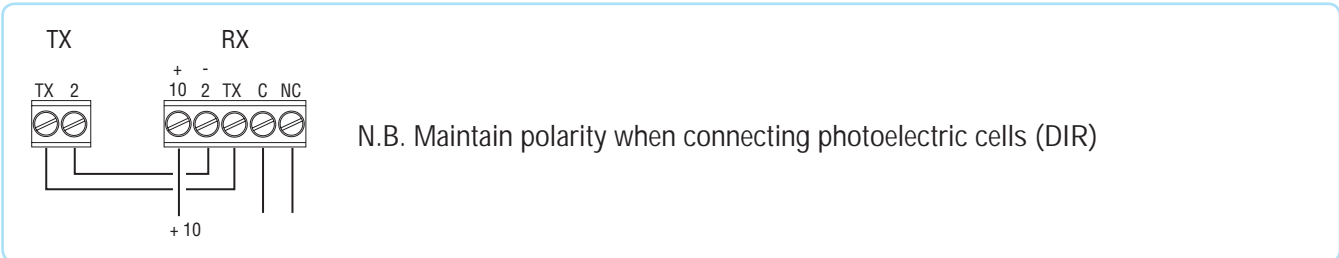 TX RX
+ -
TX 2 10 2 TX C NC
N.B. Maintain polarity when connecting photoelectric cells (DIR)
+ 10